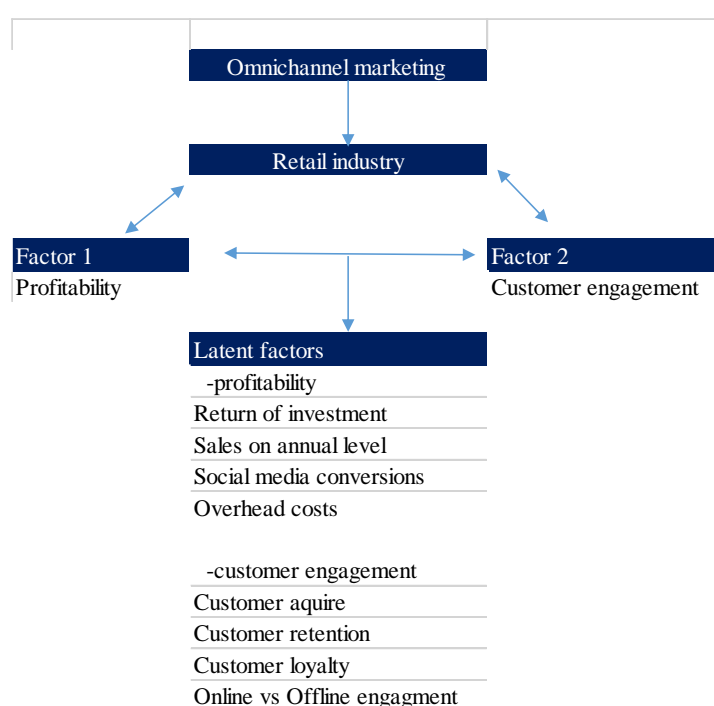 Omnichannel marketing
Retail industry
Factor 1
Factor 2
Profitability
Customer engagement
Latent factors
-profitability
Return of investment
Sales on annual level
Social media conversions
Overhead costs
-customer engagement
Customer aquire
Customer retention
Customer loyalty
Online vs Offline engagment